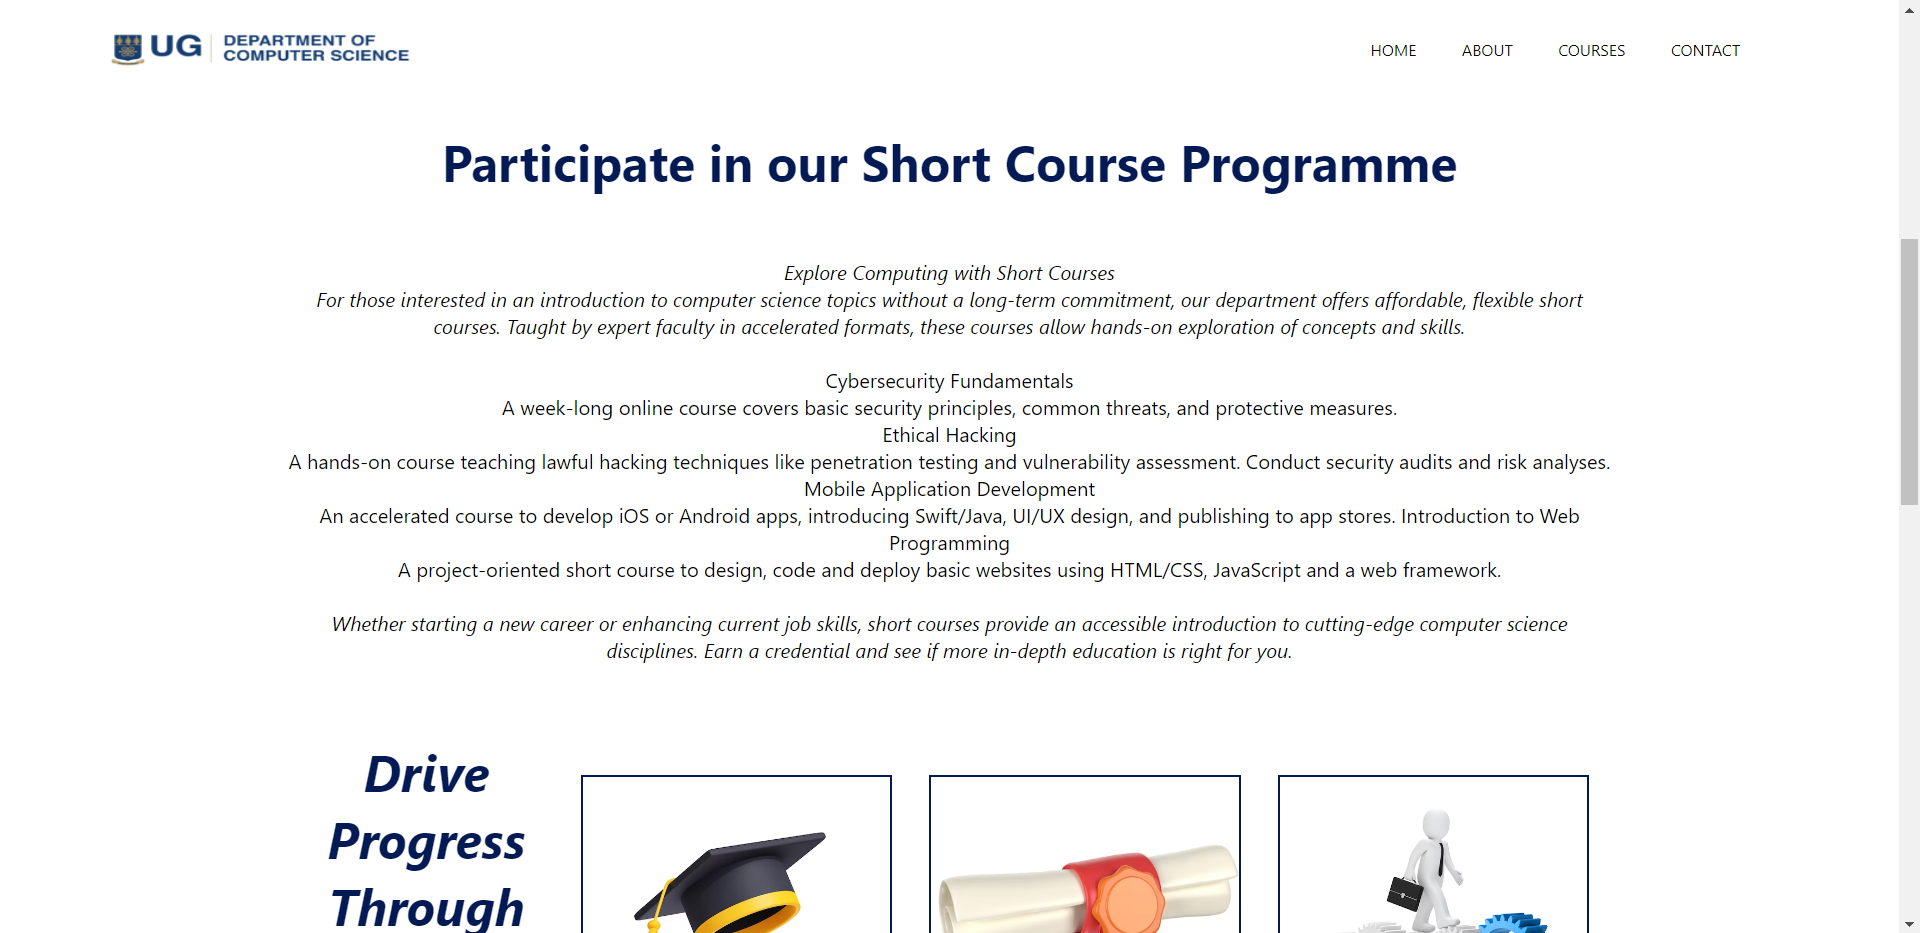 UG
DEPARTMENT OF
COMPUTER SCIENCE
HOME ABOUT COURSES CONTACT
Participate in our Short Course Programme
Explore Computing with Short Courses
For those interested in an introduction to computer science topics without a long-term commitment, our department offers affordable, flexible short
courses. Taught by expert faculty in accelerated formats, these courses allow hands-on exploration of concepts and skills.
Cybersecurity Fundamentals
A week-long online course covers basic security principles, common threats, and protective measures.
Ethical Hacking
A hands-on course teaching lawful hacking techniques like penetration testing and vulnerability assessment. Conduct security audits and risk analyses.
Mobile Application Development
An accelerated course to develop iOS or Android apps, introducing Swift/Java, UI/UX design, and publishing to app stores. Introduction to Web
Programming
A project-oriented short course to design, code and deploy basic websites using HTML/CSS, JavaScript and a web framework.
Whether starting a new career or enhancing current job skills, short courses provide an accessible introduction to cutting-edge computer science
disciplines. Earn a credential and see if more in-depth education is right for you.
Drive
Progress
Through